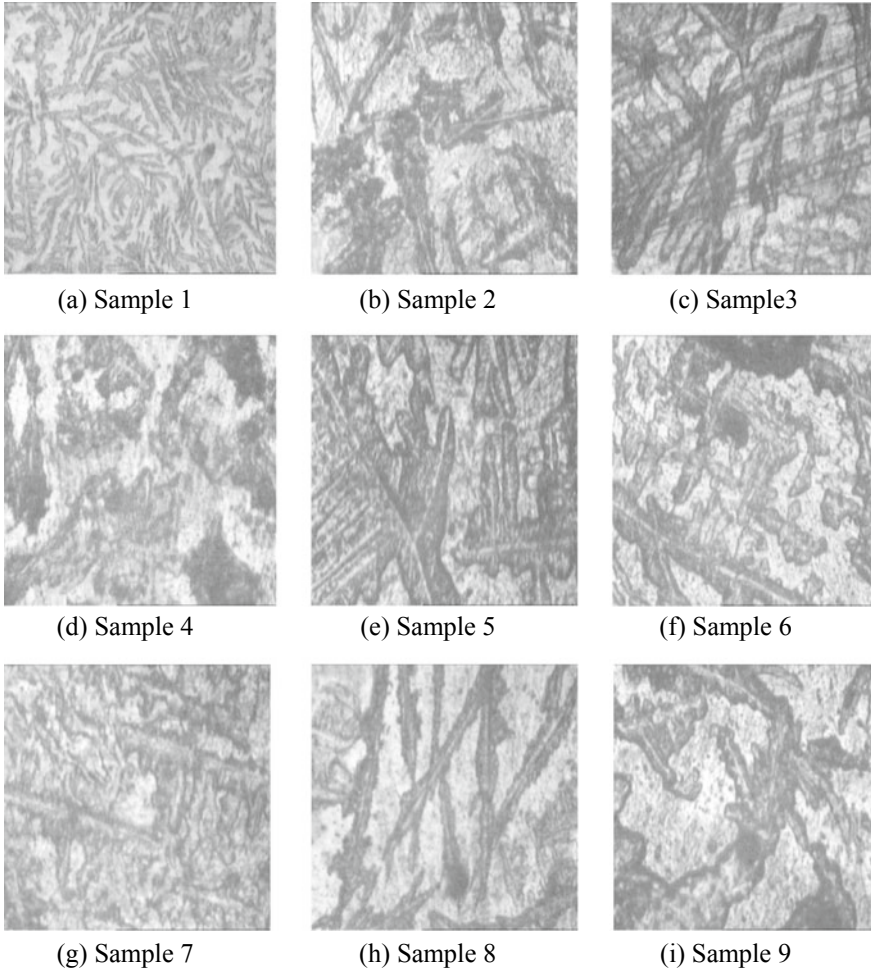 (a) Sample 1
(b) Sample 2
(c) Sample3
(d) Sample 4
(e) Sample 5
(f) Sample 6
(g) Sample 7
(h) Sample 8
(i) Sample 9